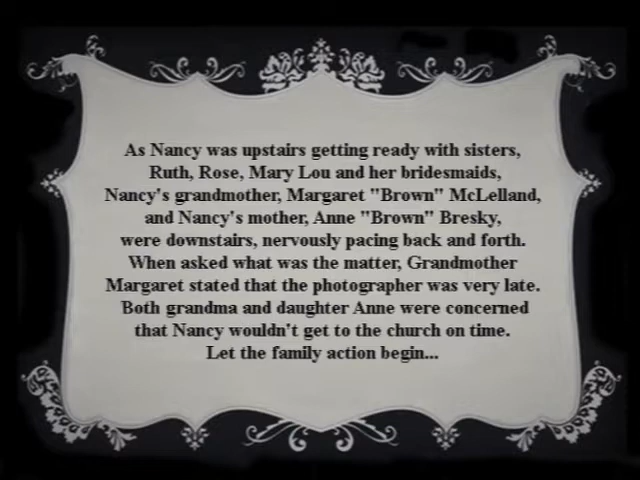 As Nancy was upstairs getting ready with sisters,
Ruth, Rose, Mary Lou and her bridesmaids,
Nancy's grandmother, Margaret "Brown" McLelland,
and Nancy's mother, Anne "Brown" Bresky,
were downstairs, nervously pacing back and forth.
When asked what was the matter, Grandmother
Margaret stated that the photographer was very late.
Both grandma and daughter Anne were concerned
that Nancy wouldn't get to the church on time.
Let the family action begin...